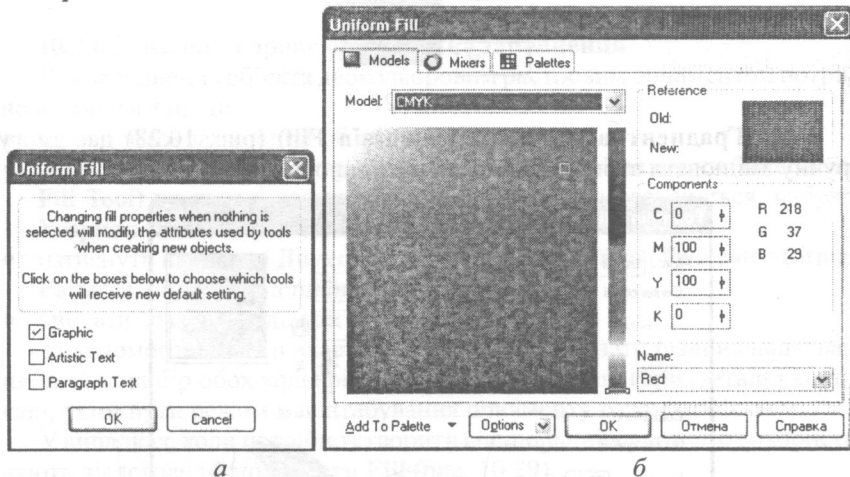 Uniform Fill
Changing fill properties when nothing is
selected will modify the attributes used by tools
when creating new objects.
Click on the boxes below to choose which tools
will receive new default setting.
Graphic
Artistic Text
Paragraph Text
OK Cancel
а
Uniform Fill
Models Mixers Palettes
Model: CMYK
Reference
Old:
New:
Components
C 0 R 218
M 100 G 37
Y 100 B 29
K 0
Name:
Red
Add To Palette Options OK Отмена Справка
б